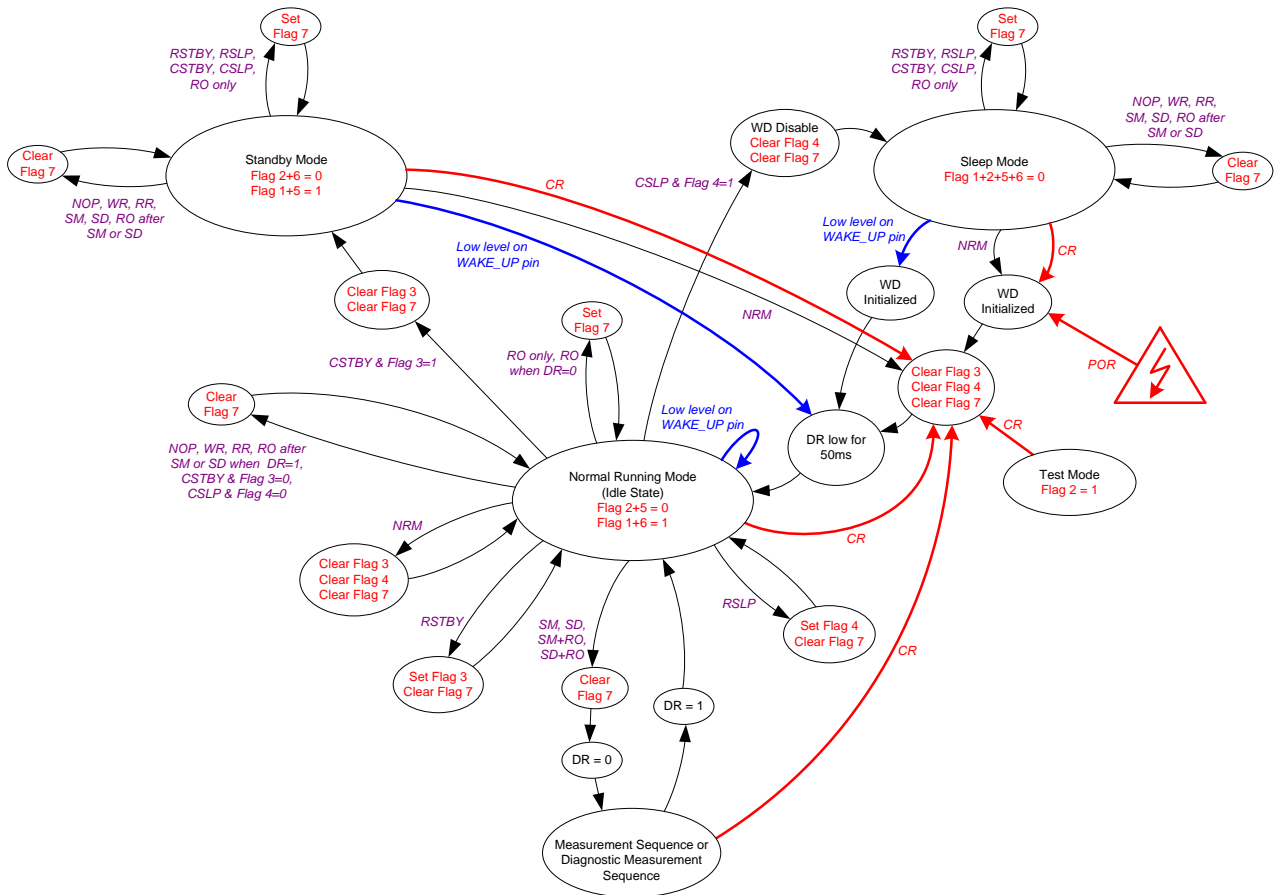 Set
Flag 7
RSTBY, RSLP,
CSTBY, CSLP,
RO only
Clear
Flag 7
Standby Mode
Flag 2+6 = 0
Flag 1+5 = 1
NOP, WR, RR,
SM, SD, RO after
SM or SD
CR
Low level on
WAKE_UP pin
NRM
Clear Flag 3
Clear Flag 7
CSTBY & Flag 3=1
Set
Flag 7
RSTBY, RSLP,
CSTBY, CSLP,
RO only
NOP, WR, RR,
SM, SD, RO after
SM or SD
Clear
Flag 7
WD Disable
Clear Flag 4
Clear Flag 7
Sleep Mode
Flag 1+2+5+6 = 0
CSLP & Flag 4=1
Low level on
WAKE_UP pin
NRM
CR
WD
Initialized
WD
Initialized
POR
Clear Flag 3
Clear Flag 4
Clear Flag 7
CR
Test Mode
Flag 2 = 1
DR low for
50ms
Set
Flag 7
RO only, RO
when DR=0
Low level on
WAKE_UP pin
Clear
Flag 7
NOP, WR, RR, RO after
SM or SD when DR=1,
CSTBY & Flag 3=0,
CSLP & Flag 4=0
Normal Running Mode
(Idle State)
Flag 2+5 = 0
Flag 1+6 = 1
CR
NRM
Clear Flag 3
Clear Flag 4
Clear Flag 7
RSTBY
Set Flag 3
Clear Flag 7
SM, SD,
SM+RO,
SD+RO
Clear
Flag 7
DR = 0
DR = 1
RSLP
Set Flag 4
Clear Flag 7
CR
Measurement Sequence or
Diagnostic Measurement
Sequence